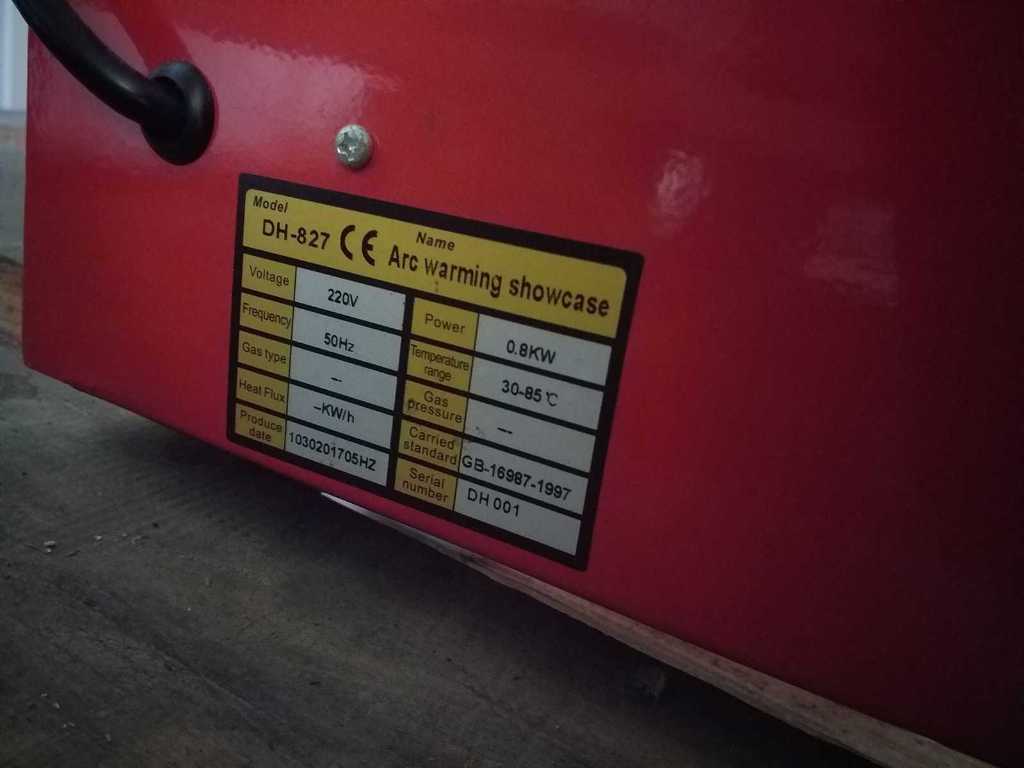 Model
DH-827 CE
Name
Arc warming showcase
Voltage 220V
Power 0.8KW
Frequency 50Hz
Temperature range 30-85℃
Gas type --
Gas pressure --
Heat Flux –KW/h
Carried standard GB-16987-1997
Produce date 1030201705HZ
Serial number DH 001